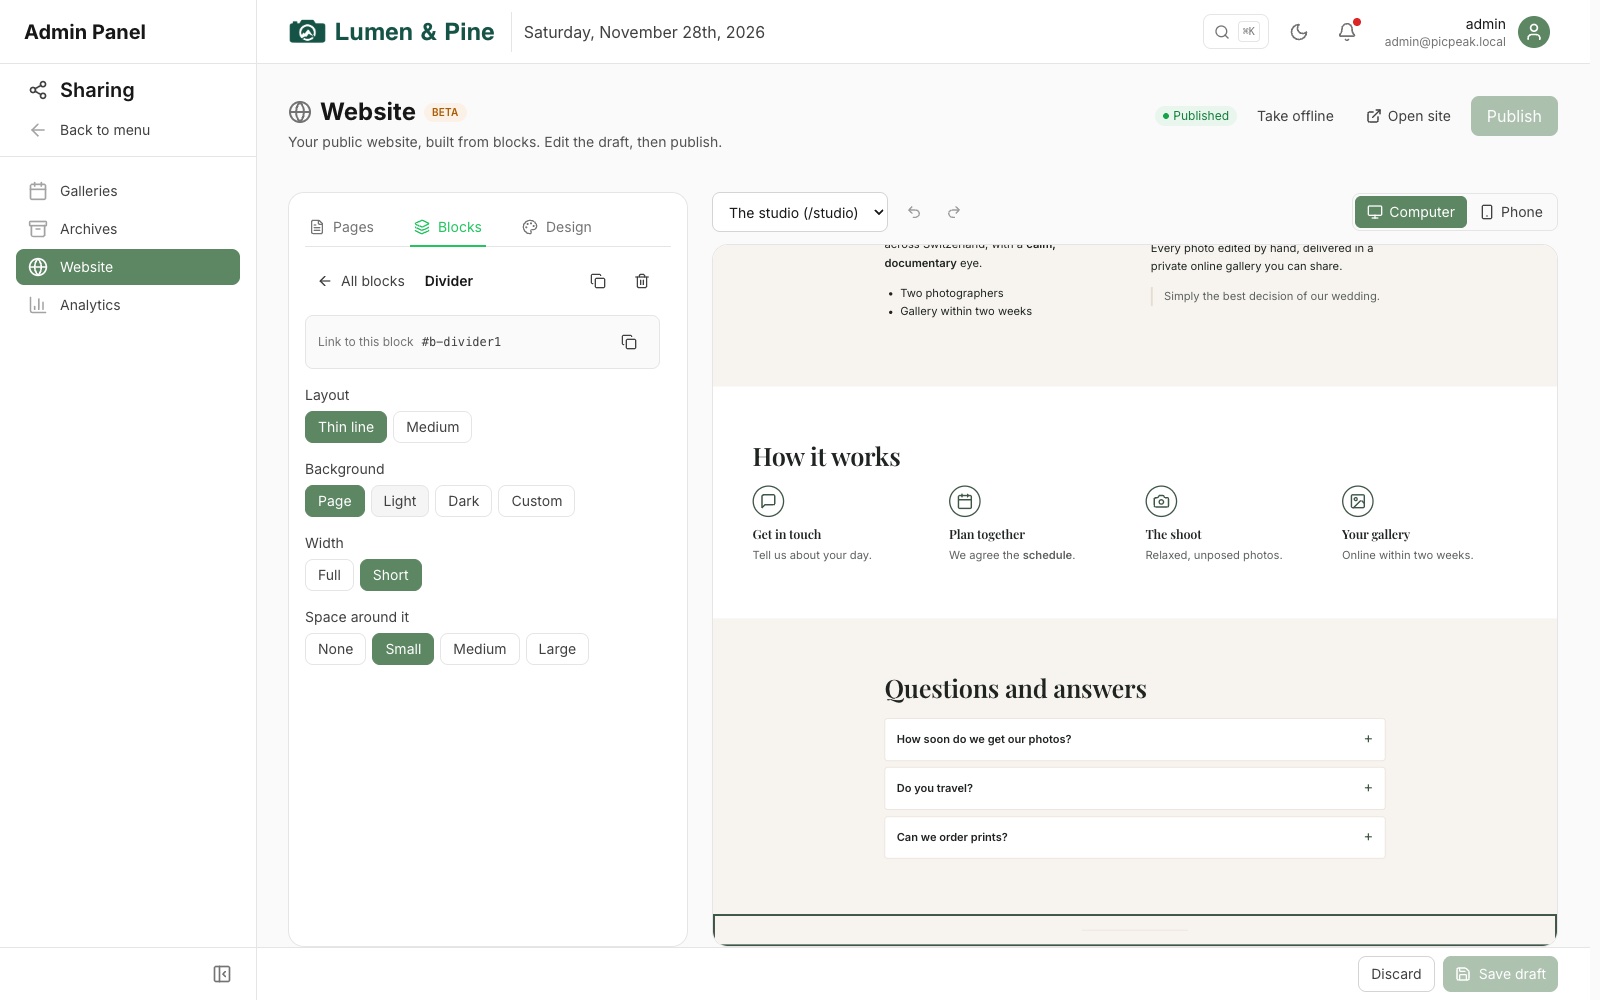 Admin Panel
Lumen & Pine
Saturday, November 28th, 2026
⌘K
admin
admin@picpeak.local
Sharing
Back to menu
Galleries
Archives
Website
Analytics
Website BETA
Your public website, built from blocks. Edit the draft, then publish.
Published
Take offline
Open site
Publish
Pages
Blocks
Design
All blocks
Divider
Link to this block #b-divider1
Layout
Thin line
Medium
Background
Page
Light
Dark
Custom
Width
Full
Short
Space around it
None
Small
Medium
Large
The studio (/studio)
Computer
Phone
across Switzerland, with a calm,
documentary eye.
• Two photographers
• Gallery within two weeks
Every photo edited by hand, delivered in a
private online gallery you can share.
Simply the best decision of our wedding.
How it works
Get in touch
Tell us about your day.
Plan together
We agree the schedule.
The shoot
Relaxed, unposed photos.
Your gallery
Online within two weeks.
Questions and answers
How soon do we get our photos? +
Do you travel? +
Can we order prints? +
Discard
Save draft